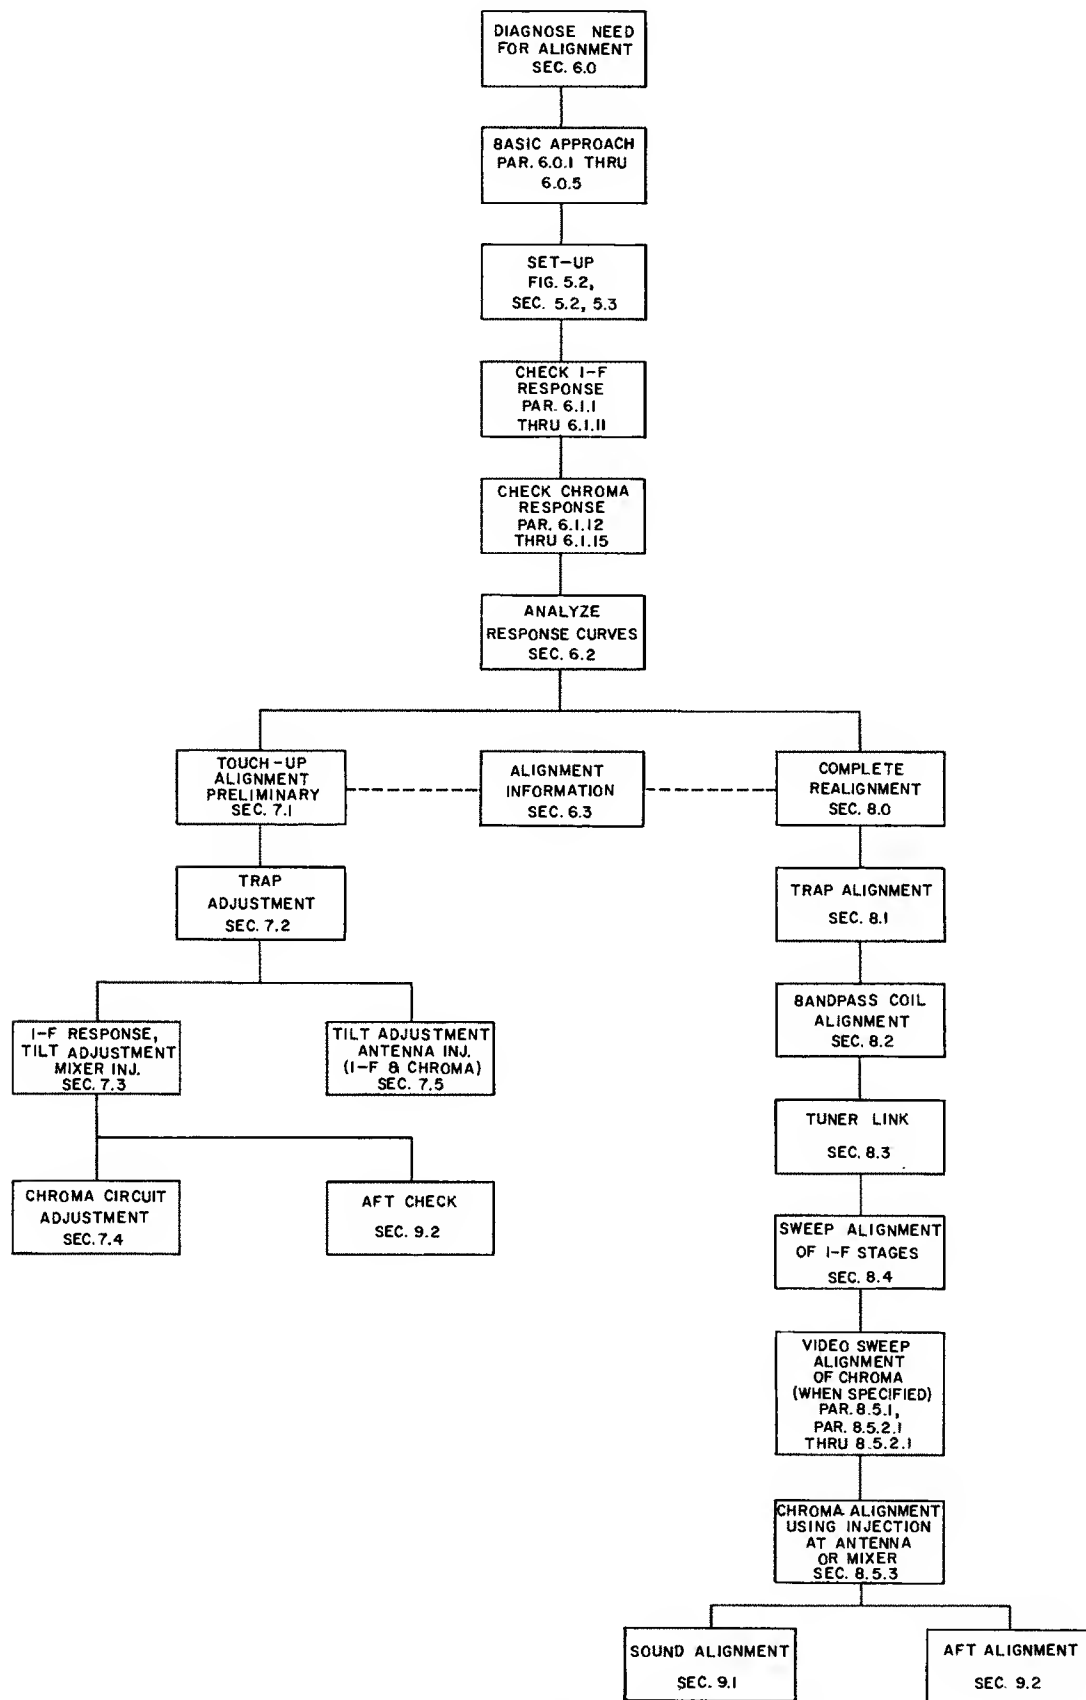 DIAGNOSE NEED
FOR ALIGNMENT
SEC. 6.0
BASIC APPROACH
PAR. 6.0.1 THRU
6.0.5
SET-UP
FIG. 5.2,
SEC. 5.2, 5.3
CHECK I-F
RESPONSE
PAR. 6.1.1
THRU 6.1.11
CHECK CHROMA
RESPONSE
PAR. 6.1.12
THRU 6.1.15
ANALYZE
RESPONSE CURVES
SEC. 6.2
TOUCH-UP
ALIGNMENT
PRELIMINARY
SEC. 7.1
ALIGNMENT
INFORMATION
SEC. 6.3
COMPLETE
REALIGNMENT
SEC. 8.0
TRAP
ADJUSTMENT
SEC. 7.2
TRAP ALIGNMENT
SEC. 8.1
I-F RESPONSE,
TILT ADJUSTMENT
MIXER INJ.
SEC. 7.3
TILT ADJUSTMENT
ANTENNA INJ.
(I-F & CHROMA)
SEC. 7.5
BANDPASS COIL
ALIGNMENT
SEC. 8.2
TUNER LINK
SEC. 8.3
CHROMA CIRCUIT
ADJUSTMENT
SEC. 7.4
AFT CHECK
SEC. 9.2
SWEEP ALIGNMENT
OF I-F STAGES
SEC. 8.4
VIDEO SWEEP
ALIGNMENT
OF CHROMA
(WHEN SPECIFIED)
PAR. 8.5.1,
PAR. 8.5.2.1
THRU 8.5.2.1
CHROMA ALIGNMENT
USING INJECTION
AT ANTENNA
OR MIXER
SEC. 8.5.3
SOUND ALIGNMENT
SEC. 9.1
AFT ALIGNMENT
SEC. 9.2